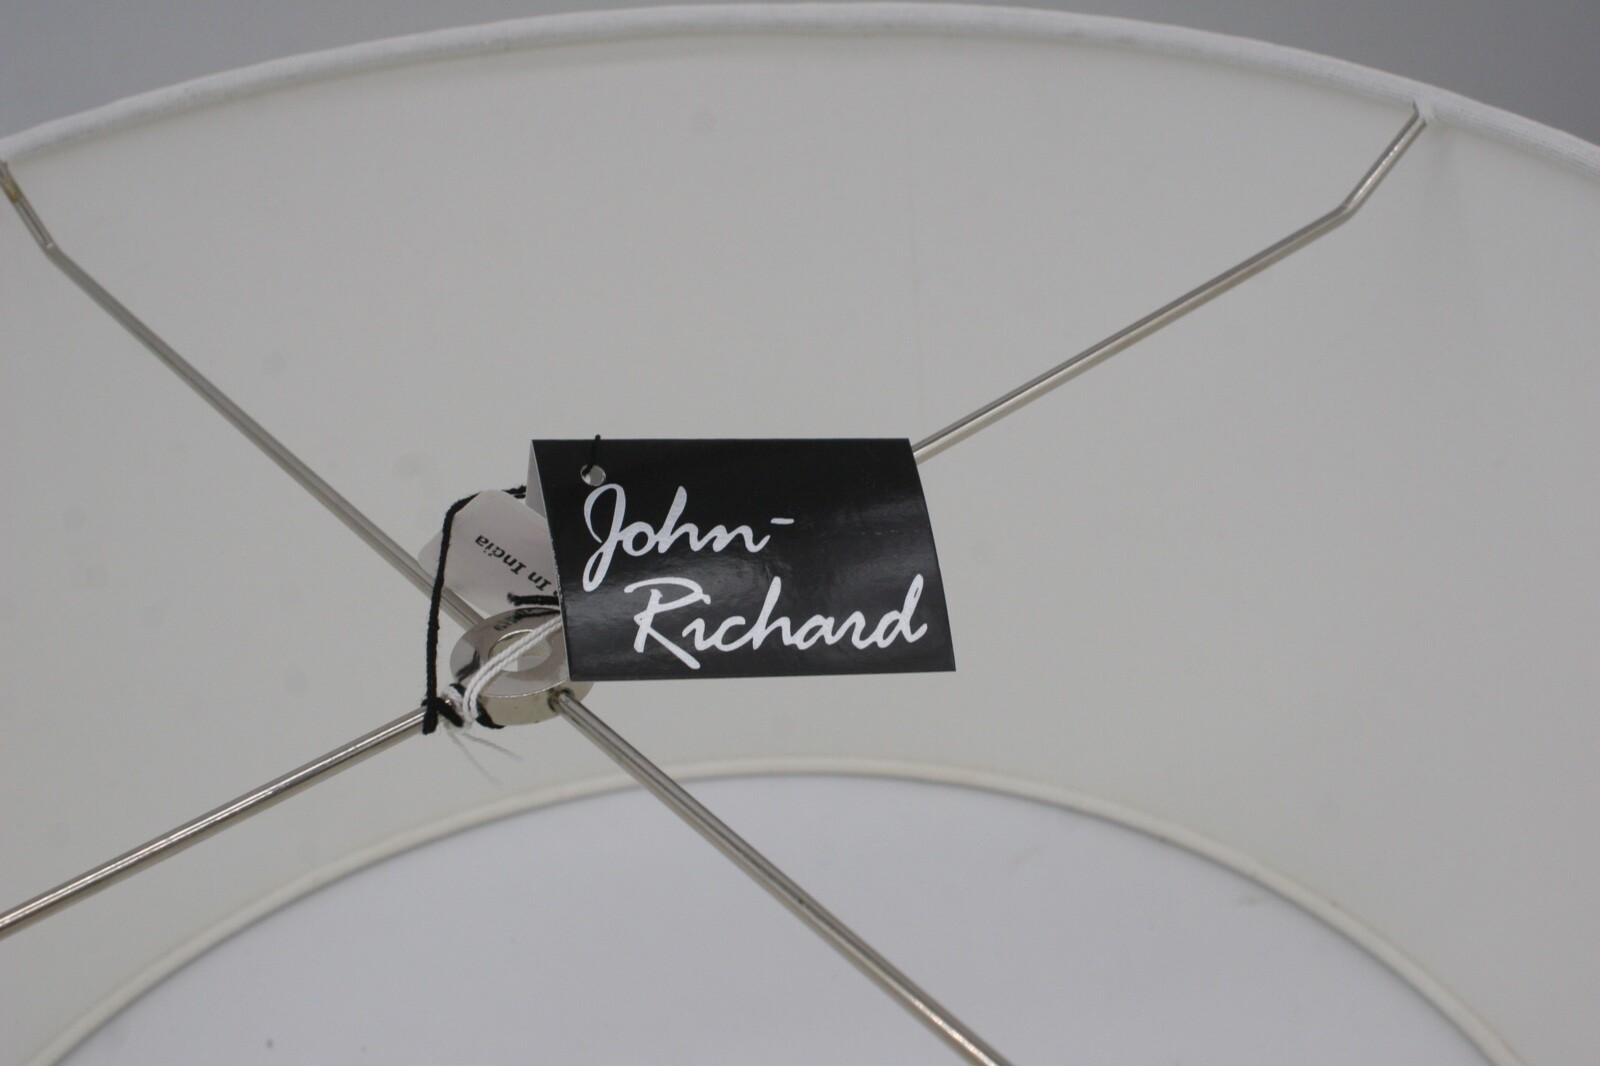 John-
Richard
In India